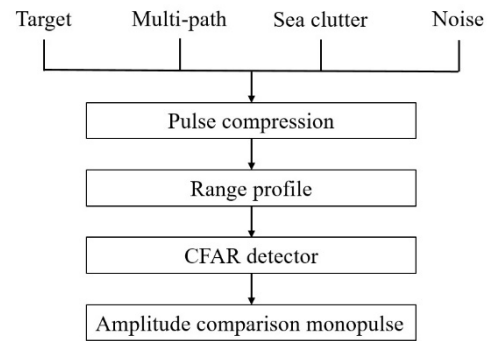 Target Multi-path Sea clutter Noise
Pulse compression
Range profile
CFAR detector
Amplitude comparison monopulse